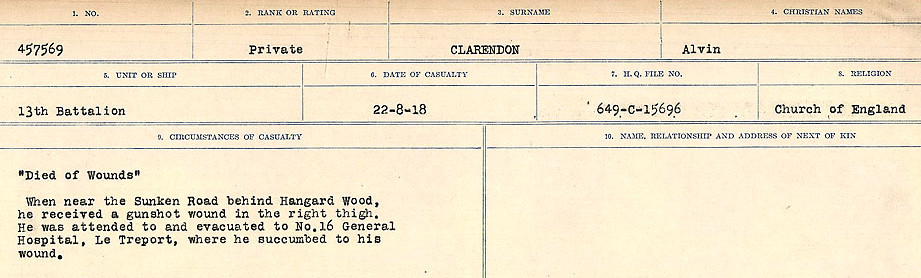 1. NO. 2. RANK OR RATING 3. SURNAME 4. CHRISTIAN NAMES
457569 Private CLARENDON Alvin
5. UNIT OR SHIP 6. DATE OF CASUALTY 7. H.Q. FILE NO. 8. RELIGION
13th Battalion 22-8-18 649-C-15696 Church of England
9. CIRCUMSTANCES OF CASUALTY 10. NAME, RELATIONSHIP AND ADDRESS OF NEXT OF KIN
"Died of Wounds"
When near the Sunken Road behind Hangard Wood,
he received a gunshot wound in the right thigh.
He was attended to and evacuated to No.16 General
Hospital, Le Treport, where he succumbed to his
wound.